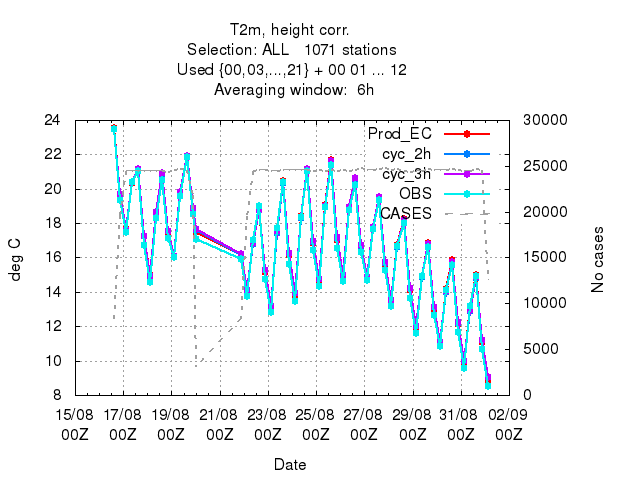 T2m, height corr.
Selection: ALL   1071 stations
Used {00,03,...,21} + 00 01 ... 12
Averaging window:  6h
24
22
20
18
16
14
12
10
8
deg C
30000
25000
20000
15000
10000
5000
0
No cases
Prod_EC
cyc_2h
cyc_3h
OBS
CASES
15/08 17/08 19/08 21/08 23/08 25/08 27/08 29/08 31/08 02/09
00Z 00Z 00Z 00Z 00Z 00Z 00Z 00Z 00Z 00Z
Date